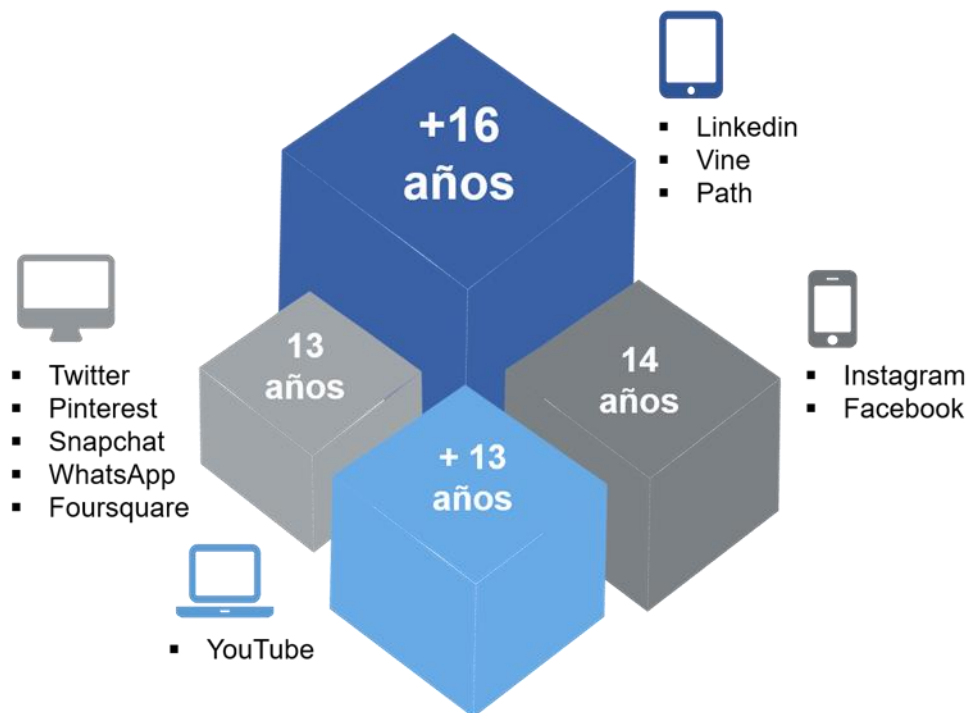 +16
años
▪ Linkedin
▪ Vine
▪ Path
13
años
▪ Twitter
▪ Pinterest
▪ Snapchat
▪ WhatsApp
▪ Foursquare
14
años
▪ Instagram
▪ Facebook
+ 13
años
▪ YouTube